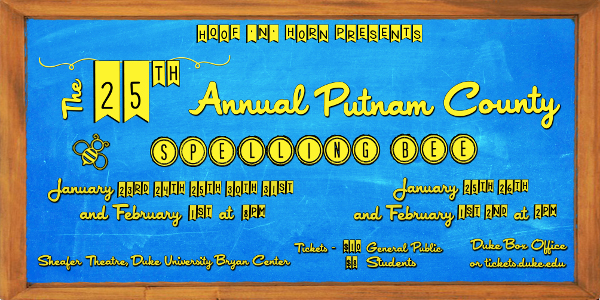 HOOF 'N' HORN PRESENTS
The 25TH Annual Putnam County
SPELLING BEE
January 23RD 24TH 25TH 30TH 31ST
and February 1ST at 8PM
January 25TH
and February 1ST 2ND at 2PM
Sheafer Theatre, Duke University Bryan Center
Tickets - $10 General Public
Students
Duke Box Office
or tickets.duke.edu